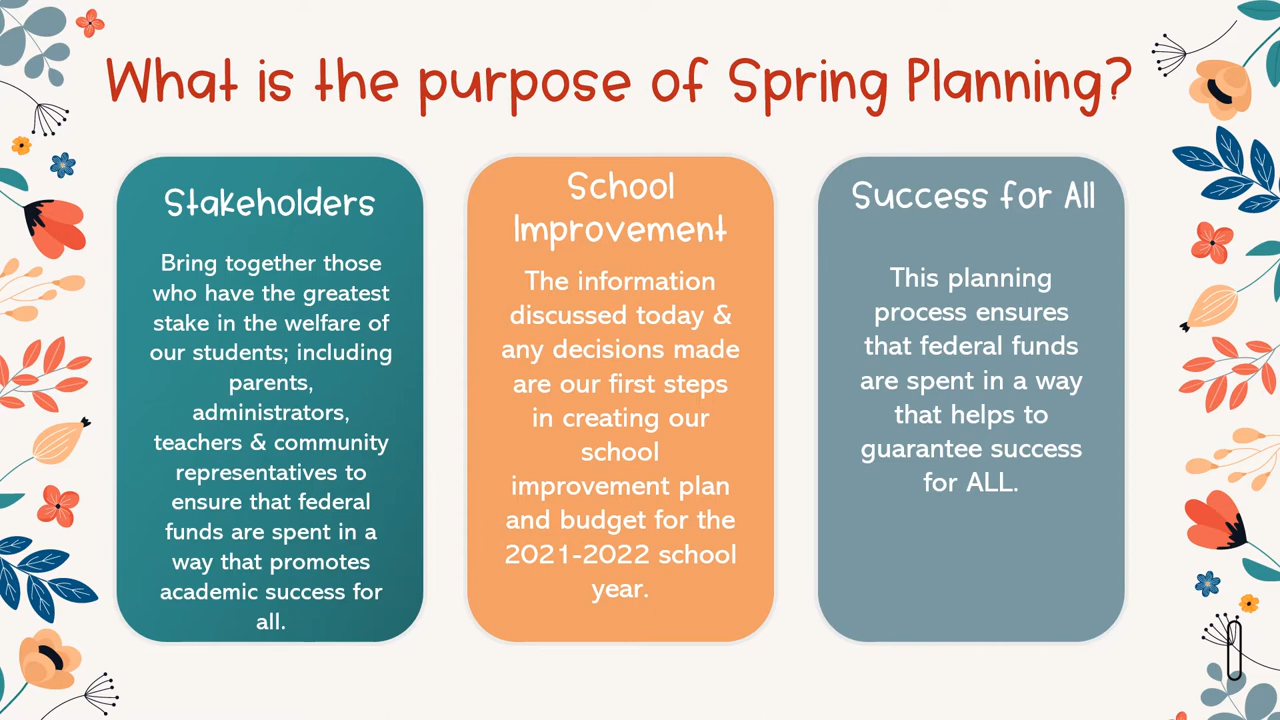 What is the purpose of Spring Planning?
Stakeholders
Bring together those
who have the greatest
stake in the welfare of
our students; including
parents,
administrators,
teachers & community
representatives to
ensure that federal
funds are spent in a
way that promotes
academic success for
all.
School
Improvement
The information
discussed today &
any decisions made
are our first steps
in creating our
school
improvement plan
and budget for the
2021-2022 school
year.
Success for All
This planning
process ensures
that federal funds
are spent in a way
that helps to
guarantee success
for ALL.